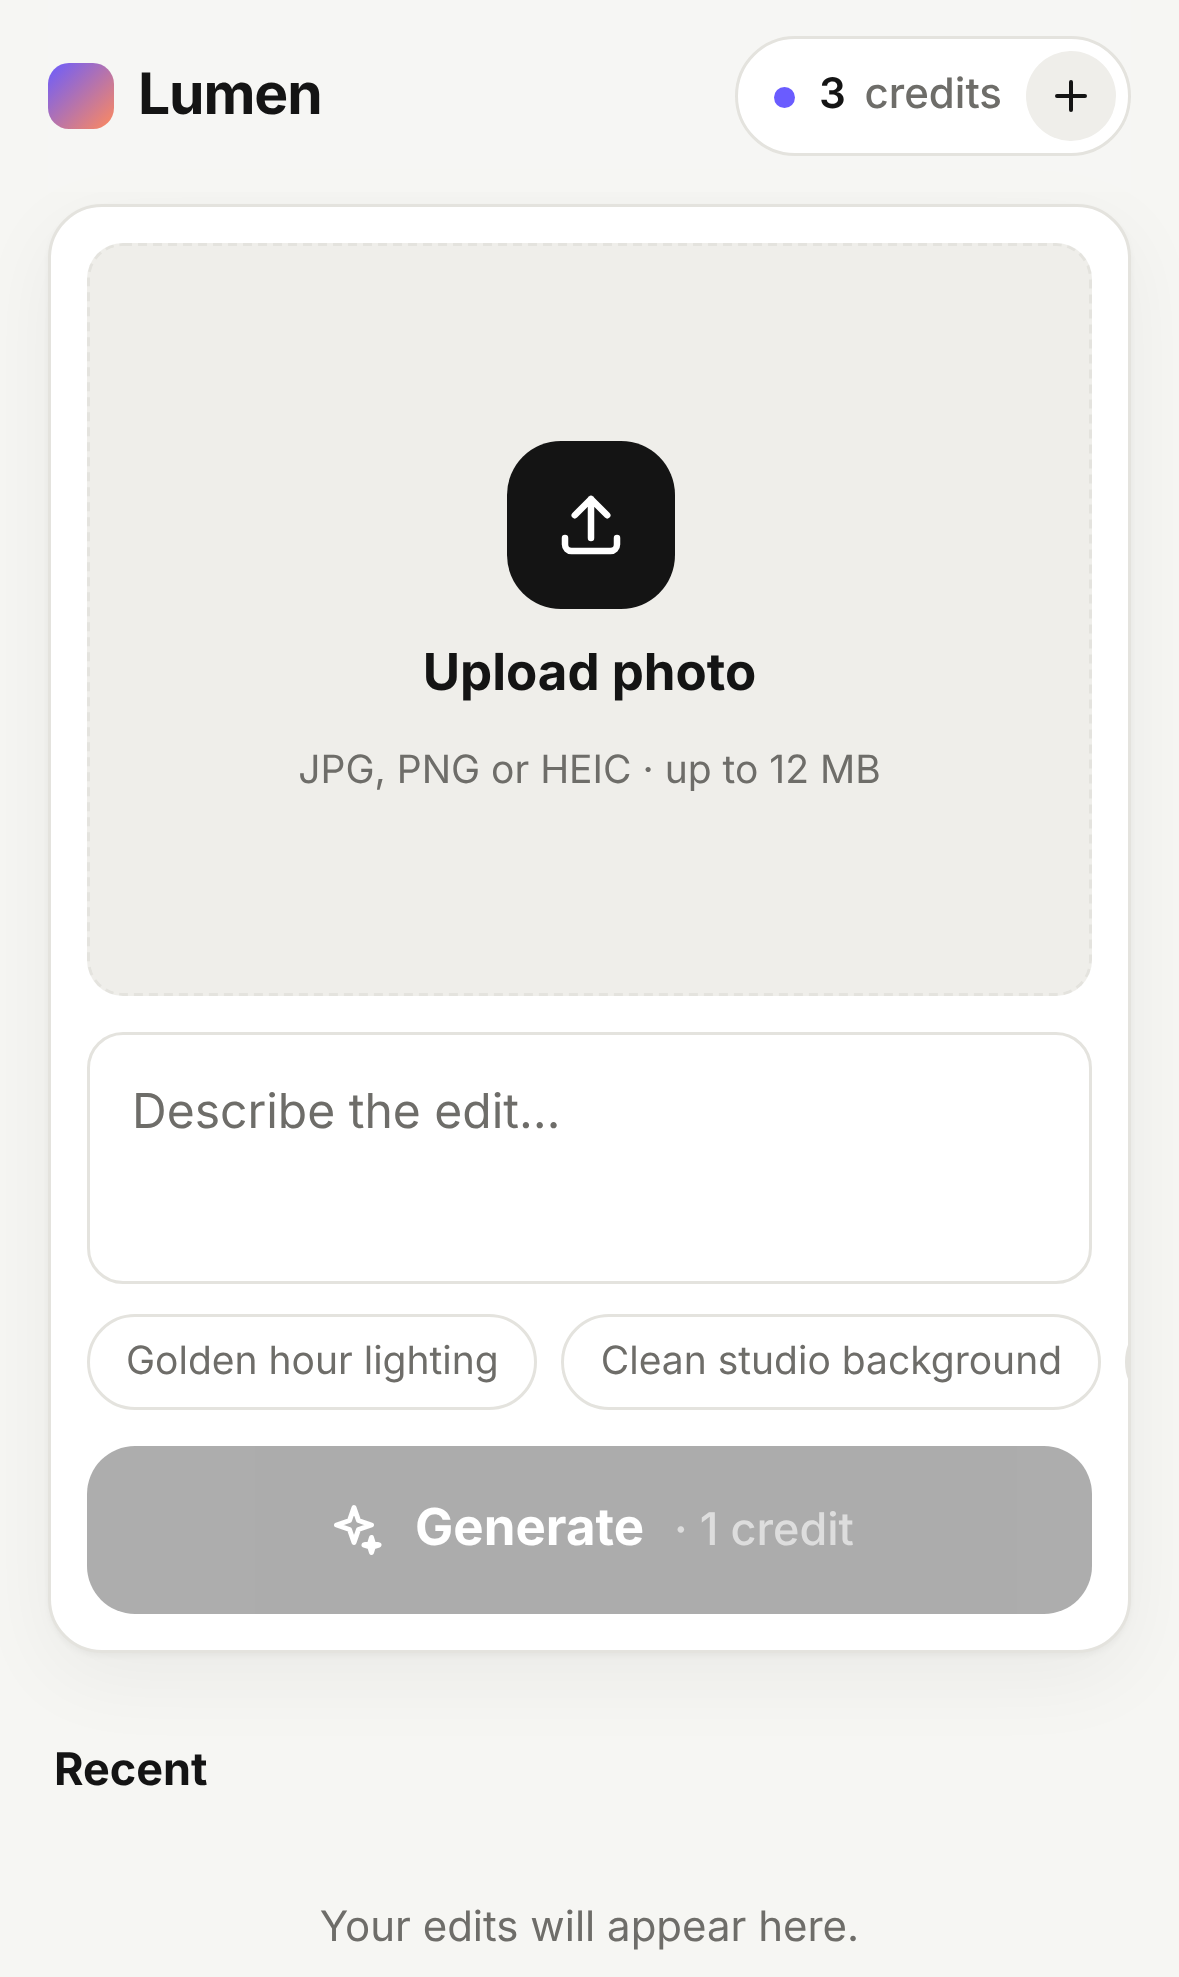 Lumen
3 credits
Upload photo
JPG, PNG or HEIC · up to 12 MB
Describe the edit...
Golden hour lighting
Clean studio background
Generate · 1 credit
Recent
Your edits will appear here.